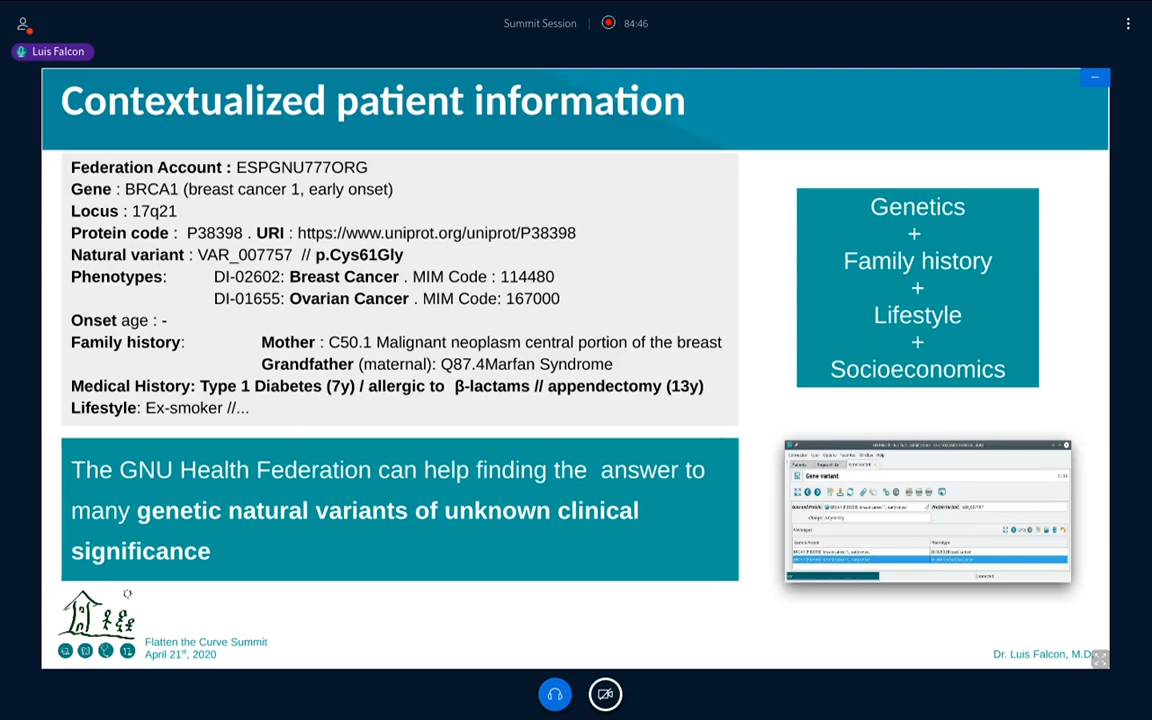 Summit Session
84:46
Luis Falcon
Contextualized patient information
Federation Account : ESPGNU777ORG
Gene : BRCA1 (breast cancer 1, early onset)
Locus : 17q21
Protein code : P38398 . URI : https://www.uniprot.org/uniprot/P38398
Natural variant : VAR_007757 // p.Cys61Gly
Phenotypes: DI-02602: Breast Cancer . MIM Code : 114480
DI-01655: Ovarian Cancer . MIM Code: 167000
Onset age : -
Family history: Mother : C50.1 Malignant neoplasm central portion of the breast
Grandfather (maternal): Q87.4Marfan Syndrome
Medical History: Type 1 Diabetes (7y) / allergic to β-lactams // appendectomy (13y)
Lifestyle: Ex-smoker //...
Genetics
+
Family history
+
Lifestyle
+
Socioeconomics
The GNU Health Federation can help finding the answer to
many genetic natural variants of unknown clinical
significance
Gene variant
Flatten the Curve Summit
April 21st, 2020
Dr. Luis Falcon, M.D